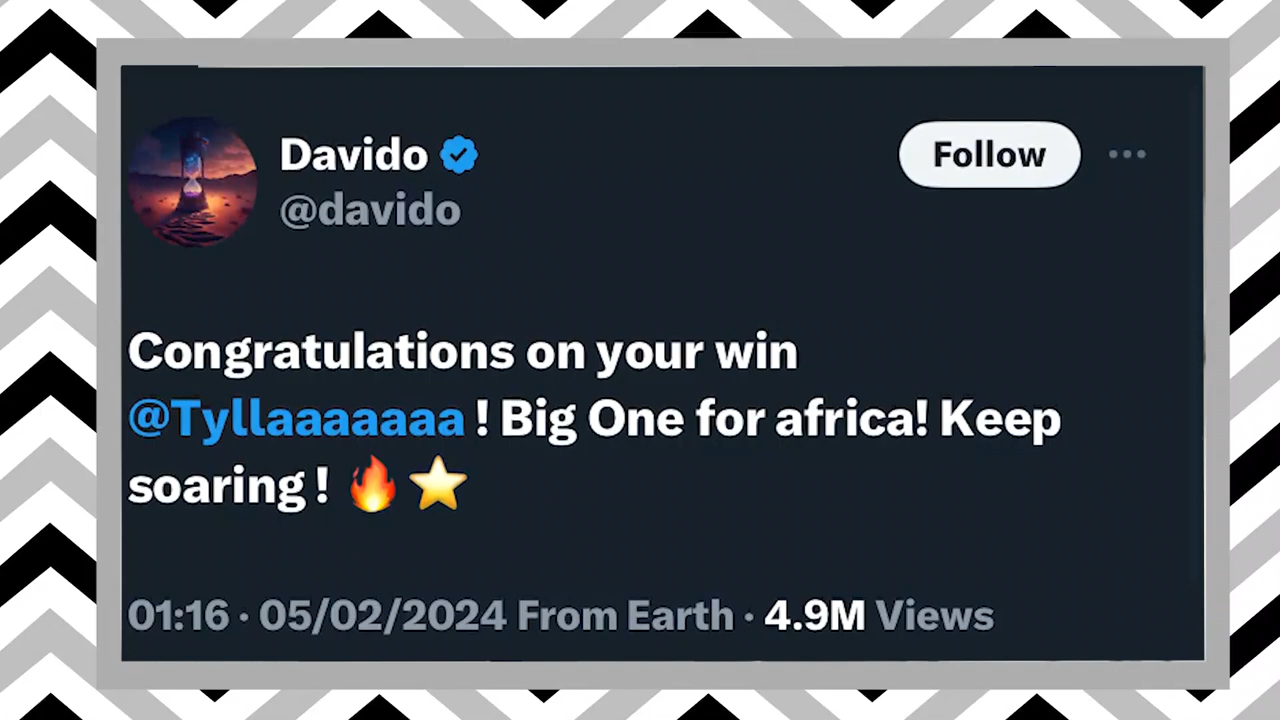 Davido
@davido
Follow
Congratulations on your win
@Tyllaaaaaaa ! Big One for africa! Keep
soaring ! 🔥⭐
01:16 · 05/02/2024 From Earth · 4.9M Views